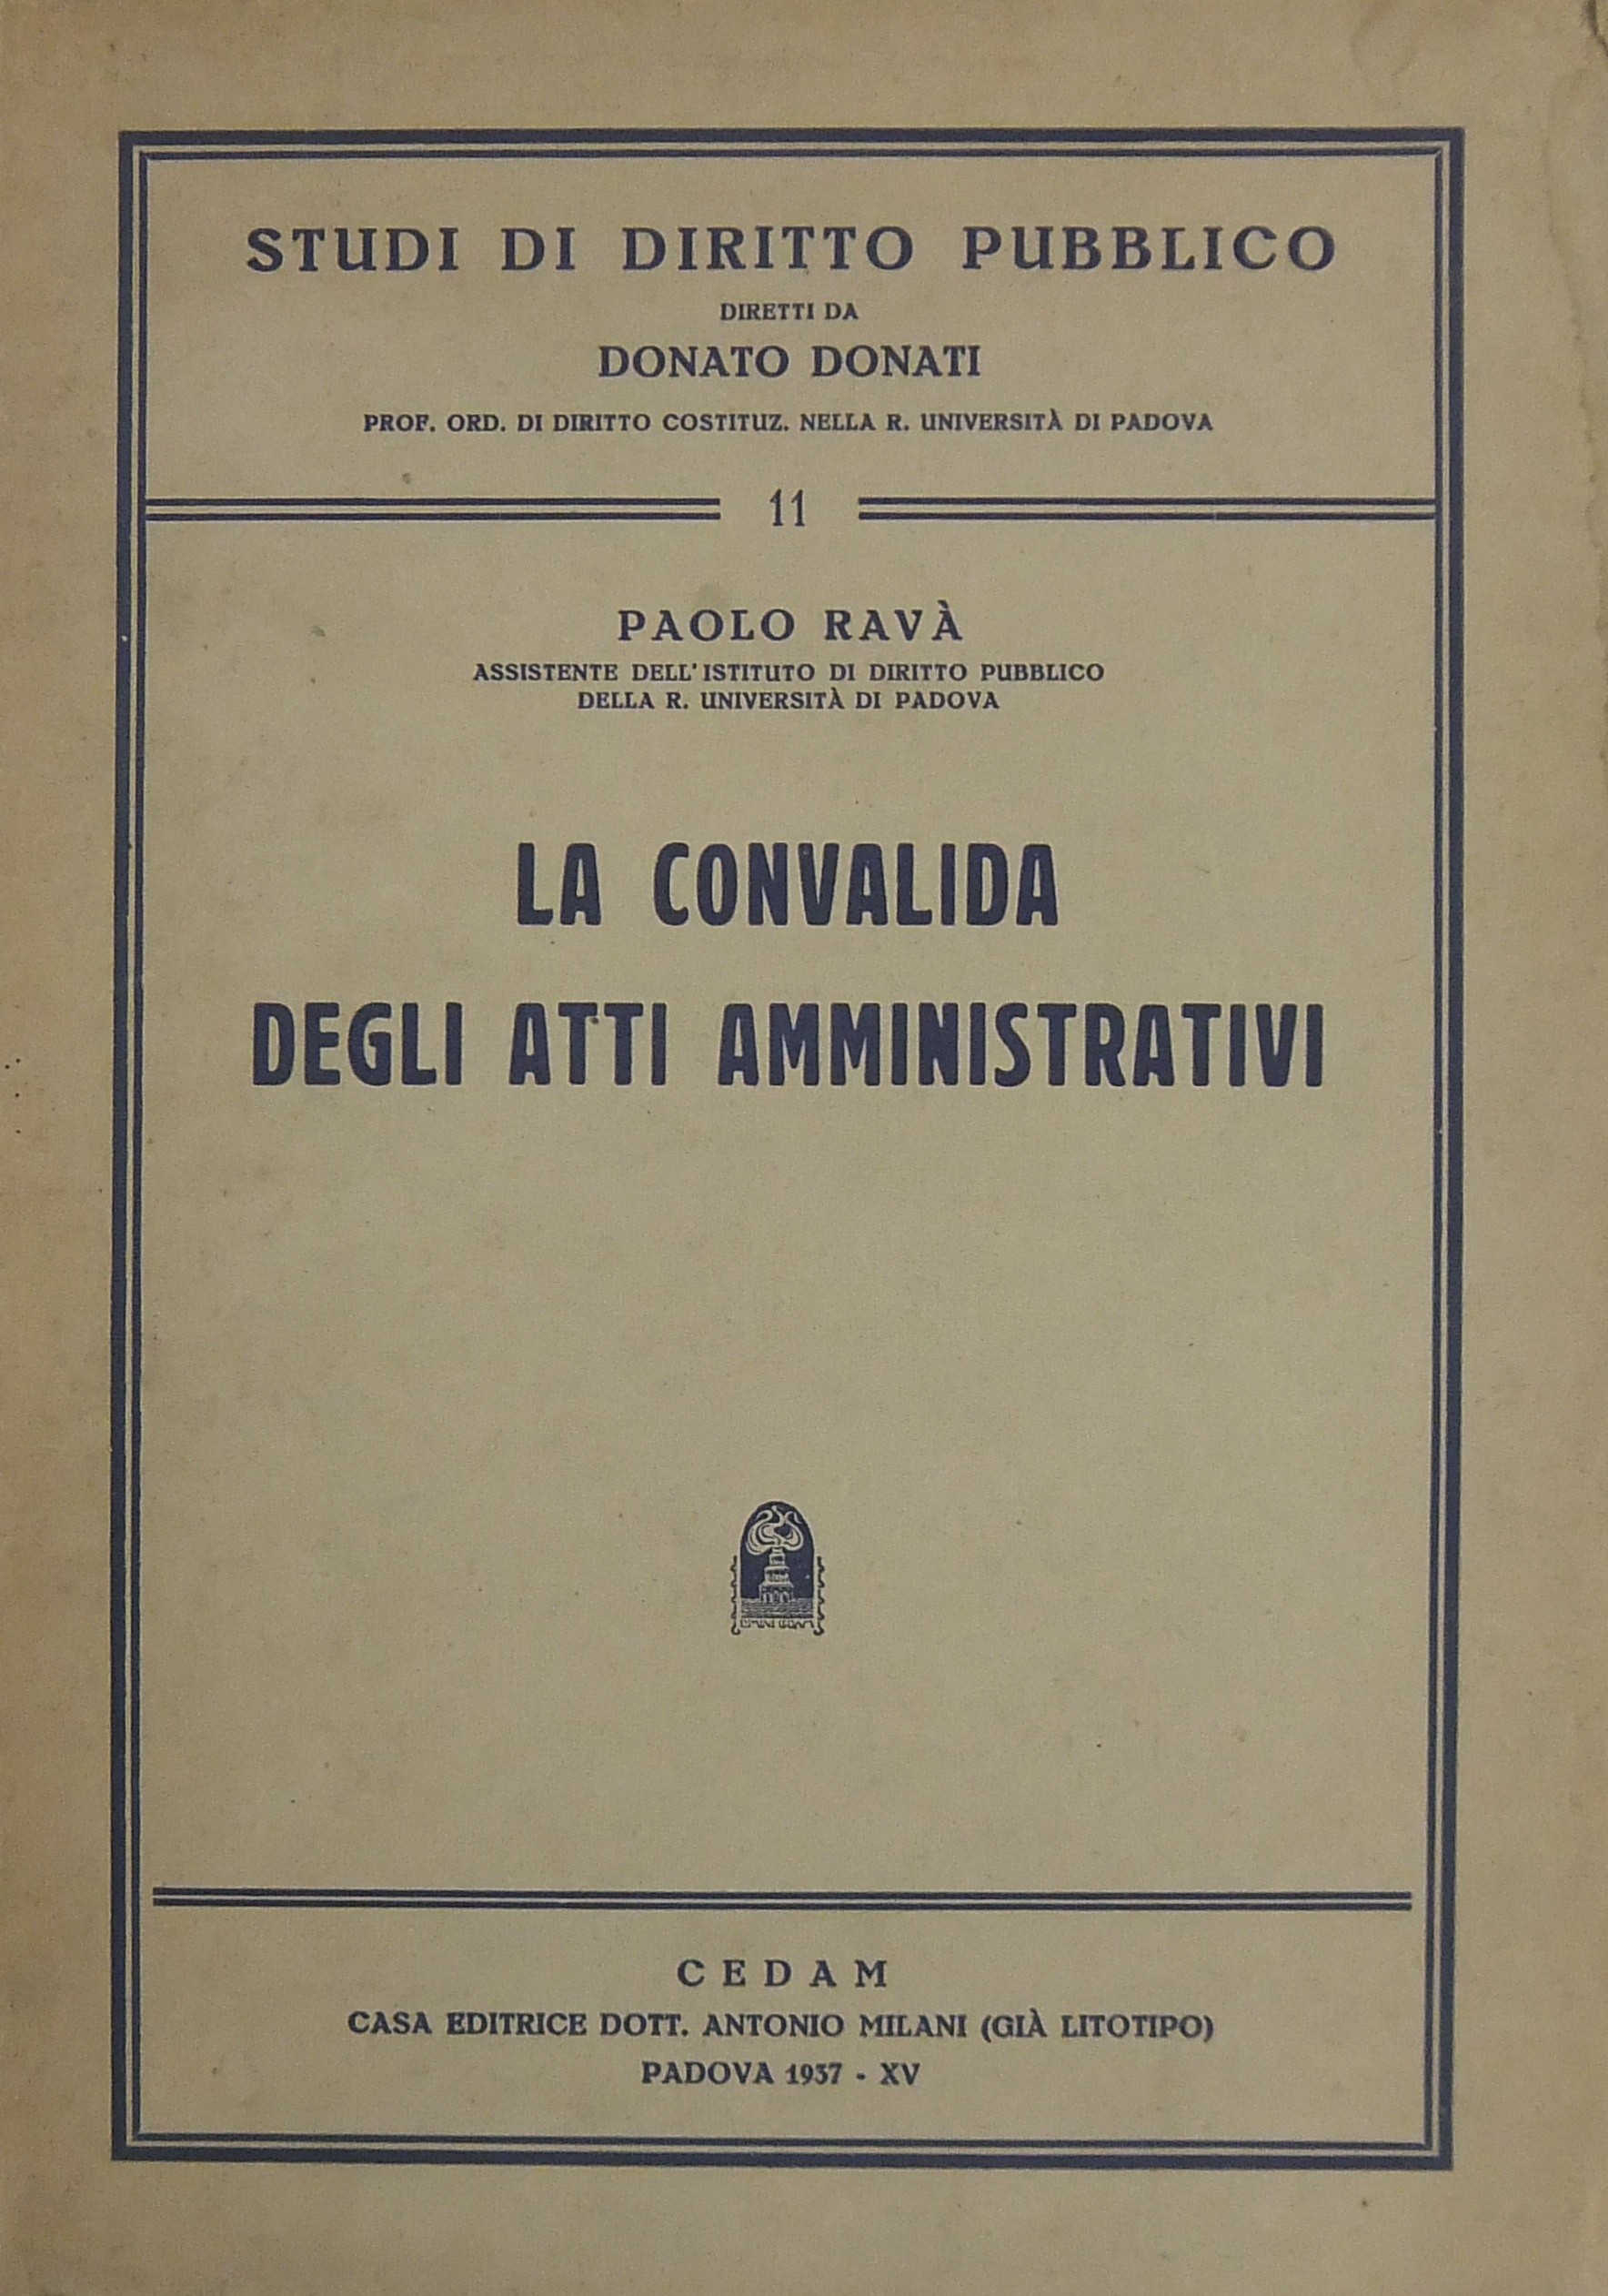 STUDI DI DIRITTO PUBBLICO
DIRETTI DA
DONATO DONATI
PROF. ORD. DI DIRITTO COSTITUZ. NELLA R. UNIVERSITÀ DI PADOVA
11
PAOLO RAVÀ
ASSISTENTE DELL'ISTITUTO DI DIRITTO PUBBLICO
DELLA R. UNIVERSITÀ DI PADOVA
LA CONVALIDA
DEGLI ATTI AMMINISTRATIVI
CEDAM
CASA EDITRICE DOTT. ANTONIO MILANI (GIÀ LITOTIPO)
PADOVA 1937 - XV